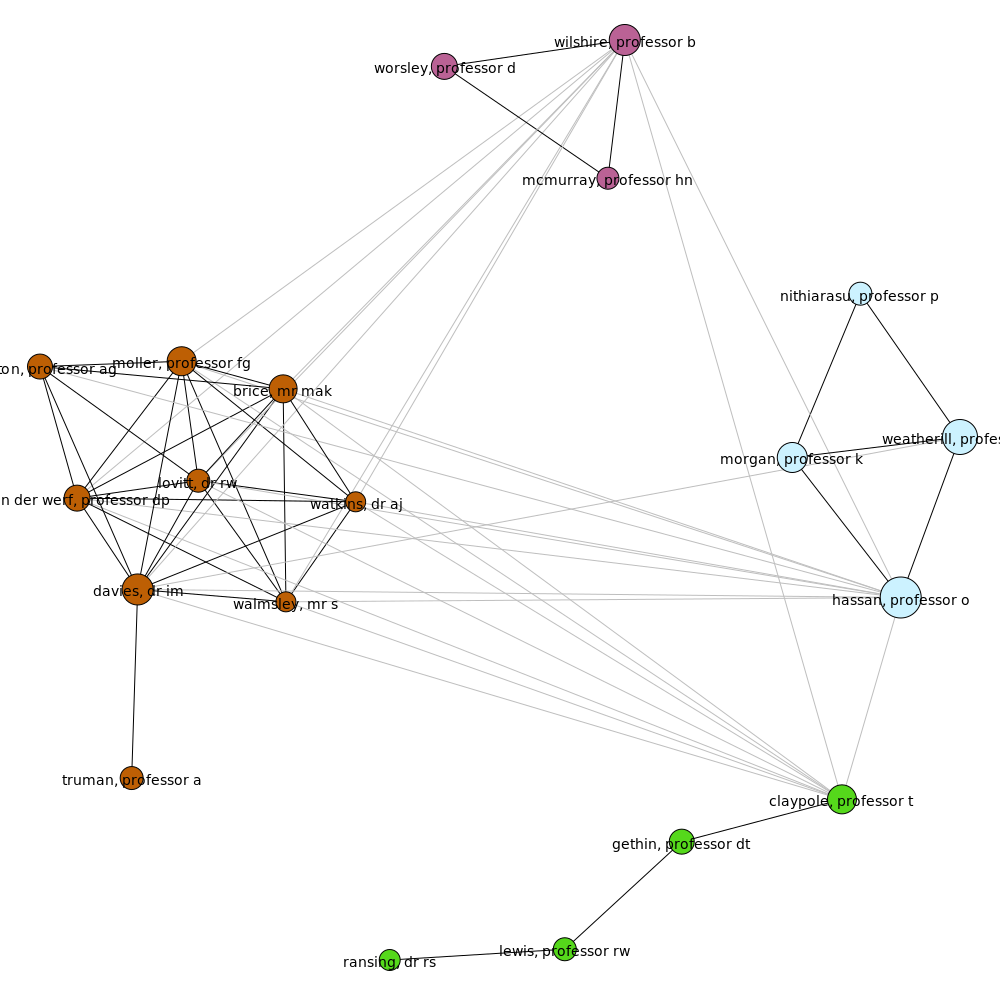 wilshire, professor b
worsley, professor d
mcmurray, professor hn
nithiarasu, professor p
moller, professor fg
professor ag
brice, mr mak
weatherill,
morgan, professor k
lovitt, dr rw
der werf, professor dp
watkins, dr aj
davies, dr im
walmsley, mr s
hassan, professor o
truman, professor a
claypole, professor t
gethin, professor dt
lewis, professor rw
ransing, dr rs